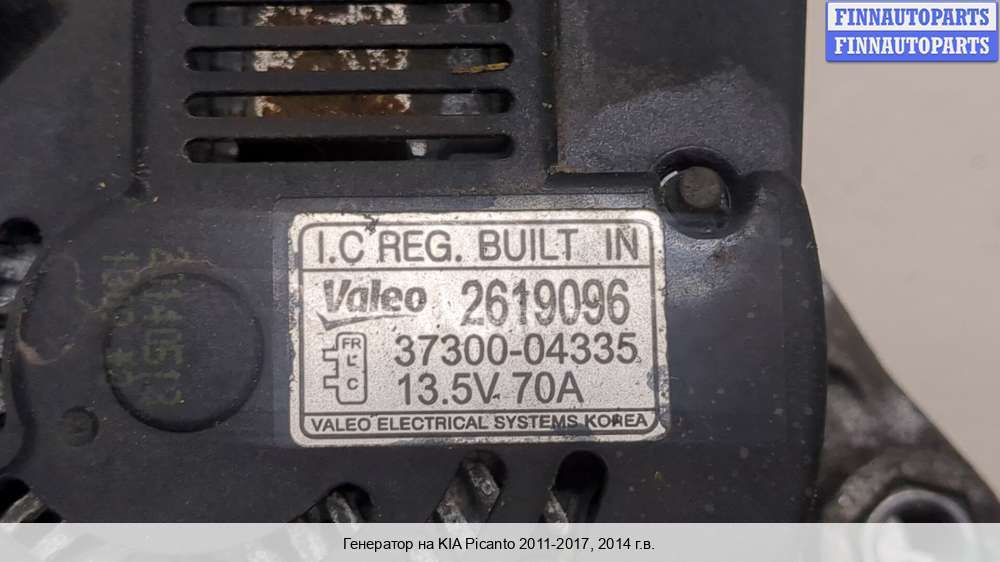 FINNAUTOPARTS
FINNAUTOPARTS
I.C REG. BUILT IN
Valeo 2619096
FR
L
C
37300-04335
13.5V 70A
VALEO ELECTRICAL SYSTEMS KOREA
Генератор на KIA Picanto 2011-2017, 2014 г.в.